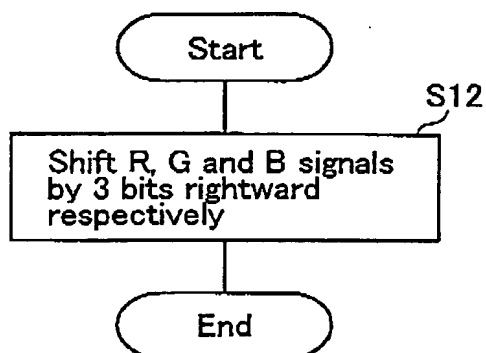 Start
S12
Shift R, G and B signals
by 3 bits rightward
respectively
End